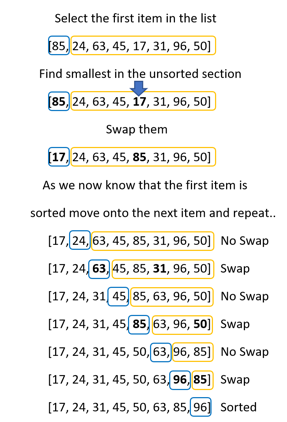 Select the first item in the list
[85, 24, 63, 45, 17, 31, 96, 50]
Find smallest in the unsorted section
[85, 24, 63, 45, 17, 31, 96, 50]
Swap them
[17, 24, 63, 45, 85, 31, 96, 50]
As we now know that the first item is
sorted move onto the next item and repeat..
[17, 24, 63, 45, 85, 31, 96, 50] No Swap
[17, 24, 63, 45, 85, 31, 96, 50] Swap
[17, 24, 31, 45, 85, 63, 96, 50] No Swap
[17, 24, 31, 45, 85, 63, 96, 50] Swap
[17, 24, 31, 45, 50, 63, 96, 85] No Swap
[17, 24, 31, 45, 50, 63, 96, 85] Swap
[17, 24, 31, 45, 50, 63, 85, 96] Sorted